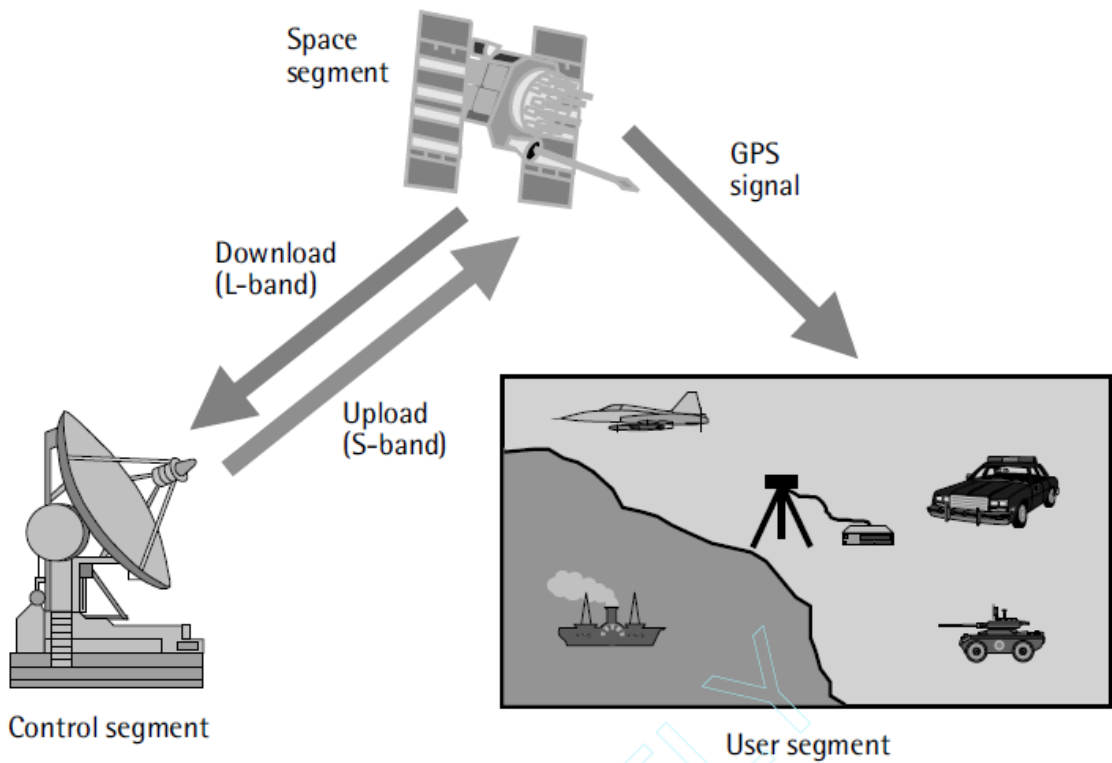 Space
segment
GPS
signal
Download
(L-band)
Upload
(S-band)
Control segment
User segment